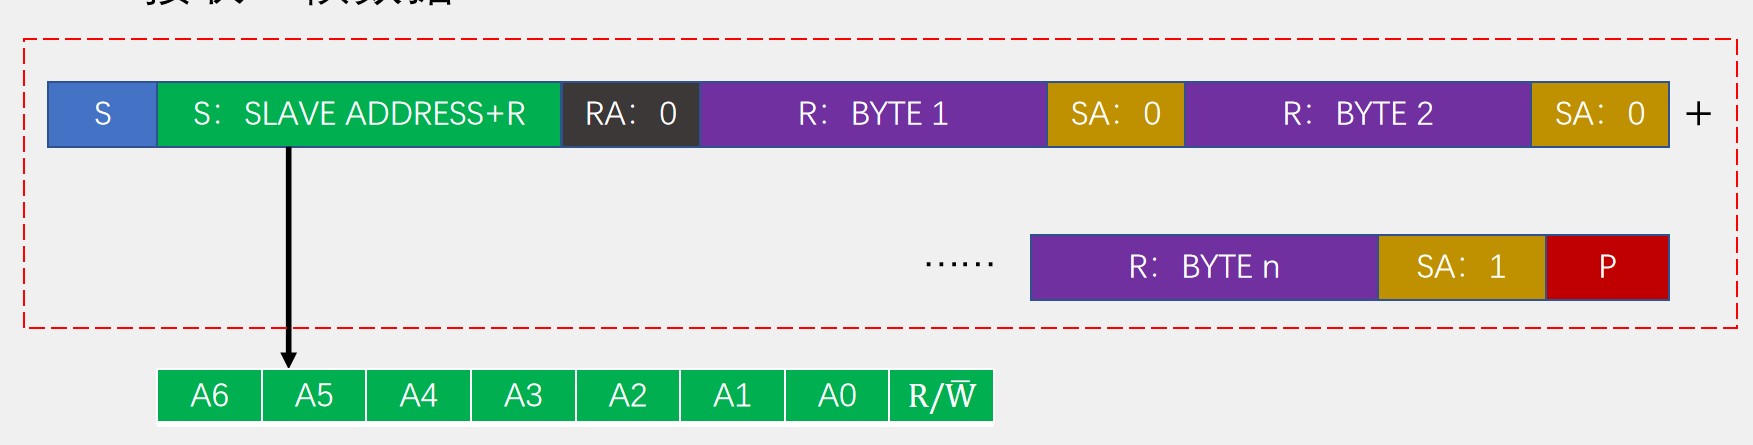 S S： SLAVE ADDRESS+R RA： 0 R： BYTE 1 SA： 0 R： BYTE 2 SA： 0 +
…… R： BYTE n SA： 1 P
A6 A5 A4 A3 A2 A1 A0 R/W̅